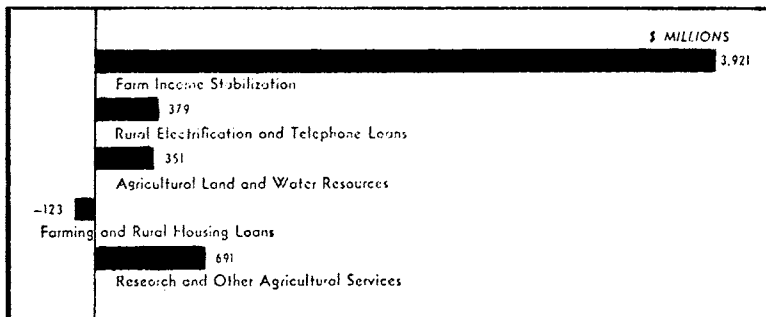 $ MILLIONS
3,921
Farm Income Stabilization
379
Rural Electrification and Telephone Loans
351
Agricultural Land and Water Resources
-123
Farming and Rural Housing Loans
691
Research and Other Agricultural Services